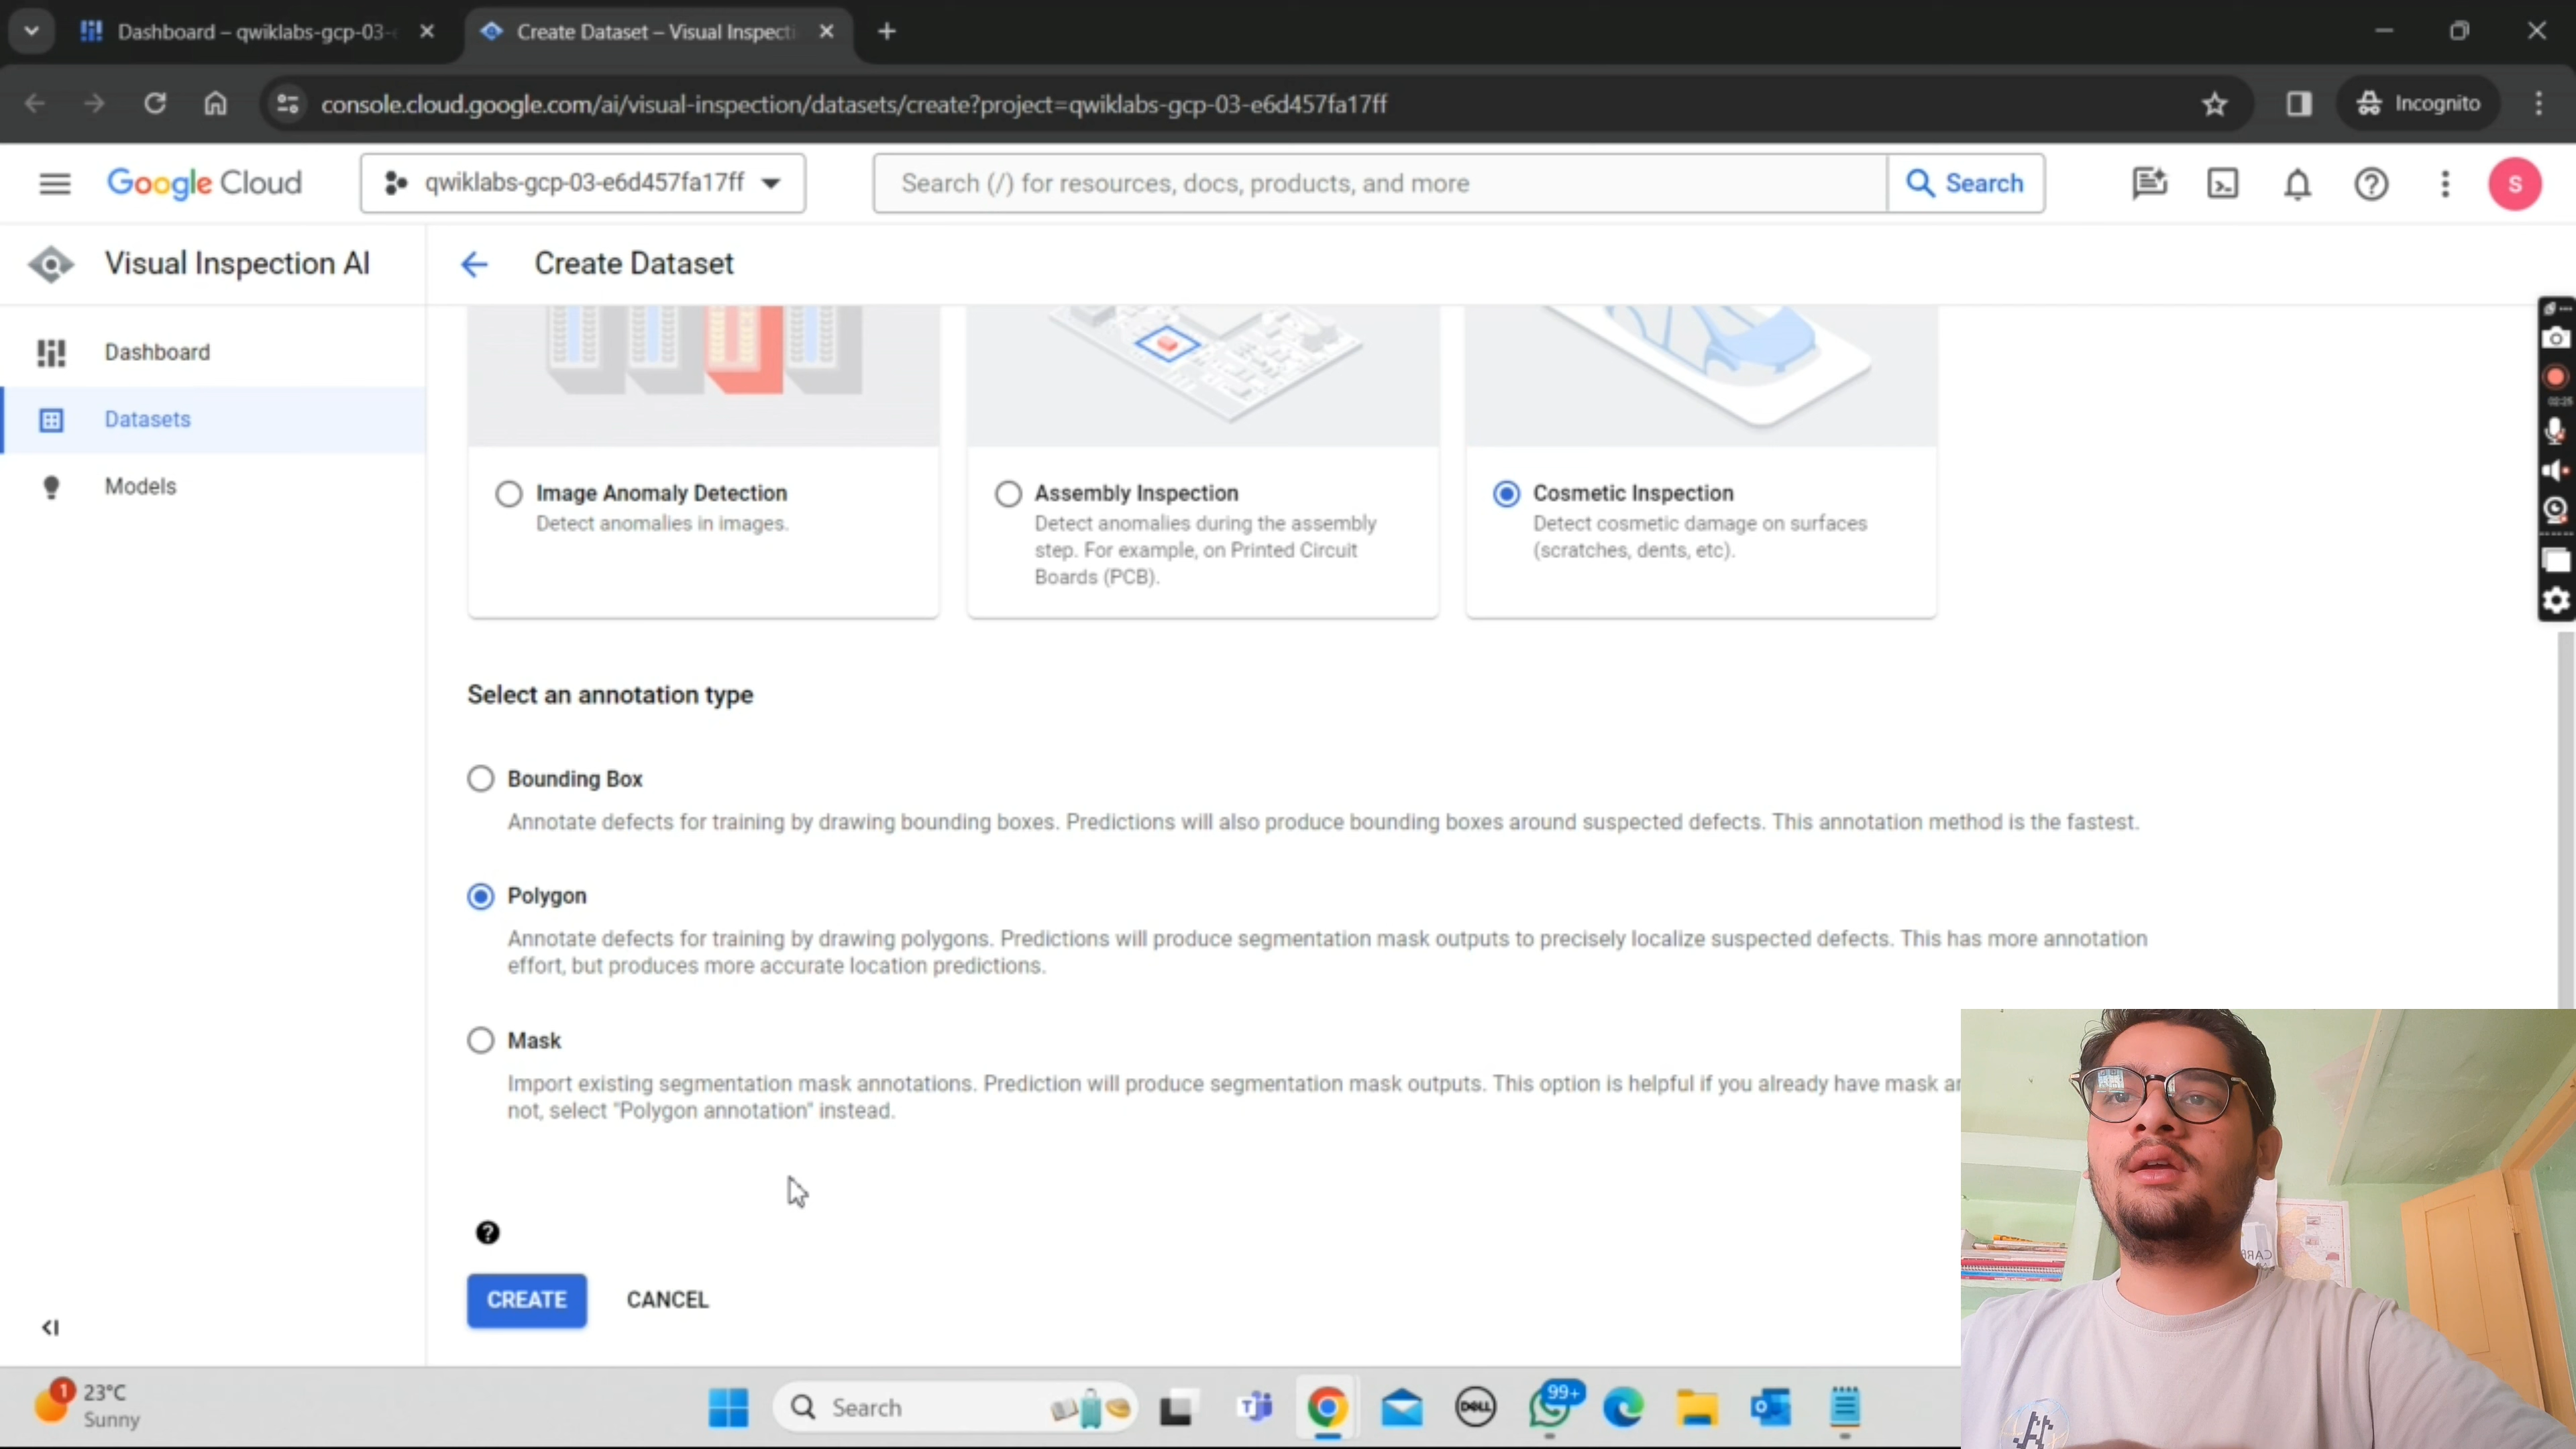 Dashboard – qwiklabs-gcp-03-
Create Dataset – Visual Inspecti
console.cloud.google.com/ai/visual-inspection/datasets/create?project=qwiklabs-gcp-03-e6d457fa17ff
Incognito
Google Cloud
qwiklabs-gcp-03-e6d457fa17ff
Search (/) for resources, docs, products, and more
Search
S
Visual Inspection AI
Create Dataset
Dashboard
Datasets
Models
02:25
Image Anomaly Detection
Detect anomalies in images.
Assembly Inspection
Detect anomalies during the assembly
step. For example, on Printed Circuit
Boards (PCB).
Cosmetic Inspection
Detect cosmetic damage on surfaces
(scratches, dents, etc).
Select an annotation type
Bounding Box
Annotate defects for training by drawing bounding boxes. Predictions will also produce bounding boxes around suspected defects. This annotation method is the fastest.
Polygon
Annotate defects for training by drawing polygons. Predictions will produce segmentation mask outputs to precisely localize suspected defects. This has more annotation
effort, but produces more accurate location predictions.
Mask
Import existing segmentation mask annotations. Prediction will produce segmentation mask outputs. This option is helpful if you already have mask
not, select "Polygon annotation" instead.
?
CREATE
CANCEL
1
23°C
Sunny
Search
DELL
99+